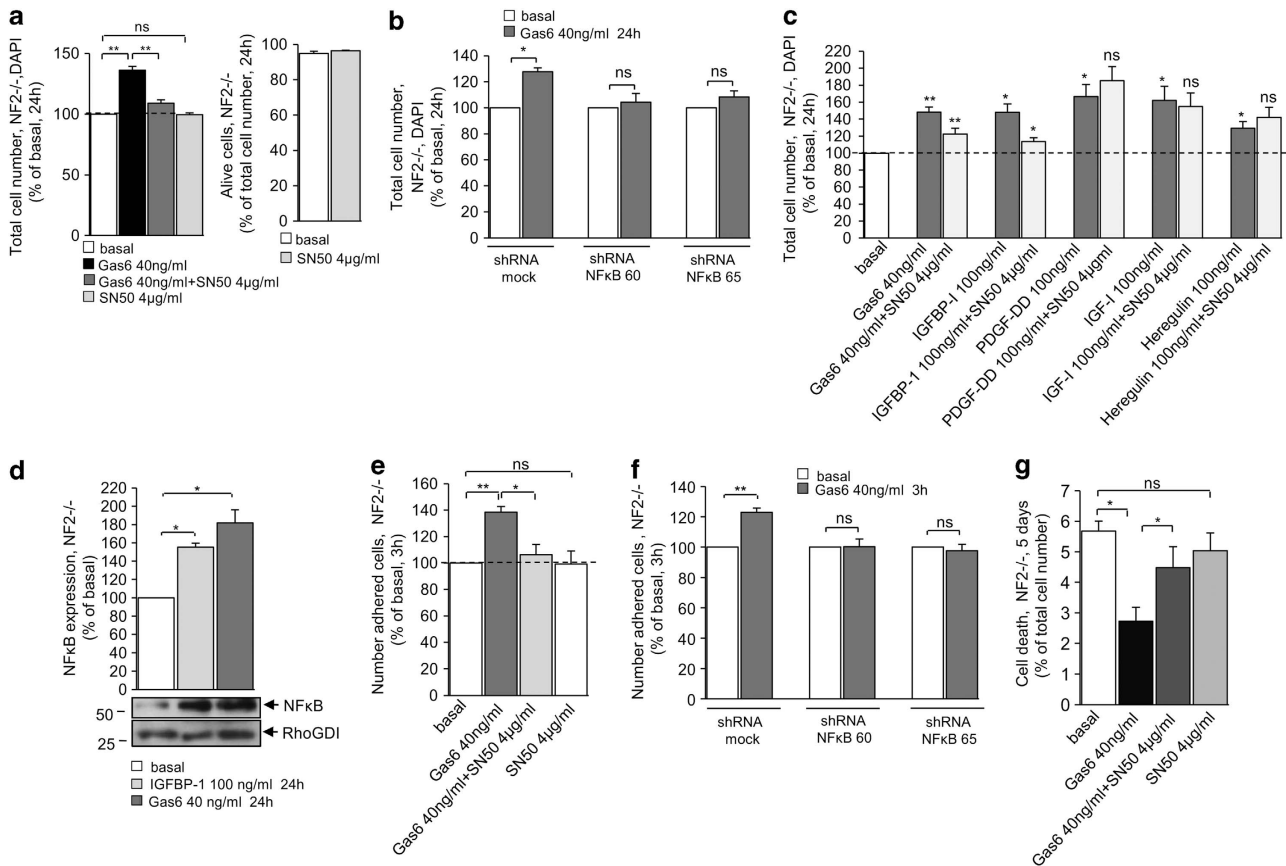 a
Total cell number, NF2-/-,DAPI
(% of basal, 24h)
150
100
50
ns
**
**
basal
Gas6 40ng/ml
Gas6 40ng/ml+SN50 4µg/ml
SN50 4µg/ml
Alive cells, NF2-/-
(% of total cell number, 24h)
100
80
60
40
20
0
basal
SN50 4µg/ml
b
basal
Gas6 40ng/ml 24h
Total cell number,
NF2-/-, DAPI
(% of basal, 24h)
140
120
100
80
60
40
20
0
*
ns
ns
shRNA
mock
shRNA
NFκB 60
shRNA
NFκB 65
c
Total cell number, NF2-/-, DAPI
(% of basal, 24h)
220
200
180
160
140
120
100
80
60
40
20
0
**
**
*
*
*
ns
*
ns
*
ns
basal
Gas6 40ng/ml
Gas6 40ng/ml+SN50 4µg/ml
IGFBP-I 100ng/ml
IGFBP-1 100ng/ml+SN50 4µg/ml
PDGF-DD 100ng/ml
PDGF-DD 100ng/ml+SN50 4µgml
IGF-I 100ng/ml
IGF-I 100ng/ml+SN50 4µg/ml
Heregulin 100ng/ml
Heregulin 100ng/ml+SN50 4µg/ml
d
NFκB expression, NF2-/-
(% of basal)
220
200
180
160
140
120
100
80
60
40
20
0
*
*
50
NFκB
25
RhoGDI
basal
IGFBP-1 100 ng/ml 24h
Gas6 40 ng/ml 24h
e
Number adhered cells, NF2-/-
(% of basal, 3h)
160
140
120
100
80
60
40
20
0
ns
**
*
basal
Gas6 40ng/ml
Gas6 40ng/ml+SN50 4µg/ml
SN50 4µg/ml
f
basal
Gas6 40ng/ml 3h
Number adhered cells , NF2-/-
(% of basal, 3h)
140
120
100
80
60
40
20
0
**
ns
ns
shRNA
mock
shRNA
NFκB 60
shRNA
NFκB 65
g
Cell death, NF2-/-, 5 days
(% of total cell number)
7
6
5
4
3
2
1
0
ns
*
*
basal
Gas6 40ng/ml
Gas6 40ng/ml+SN50 4µg/ml
SN50 4µg/ml